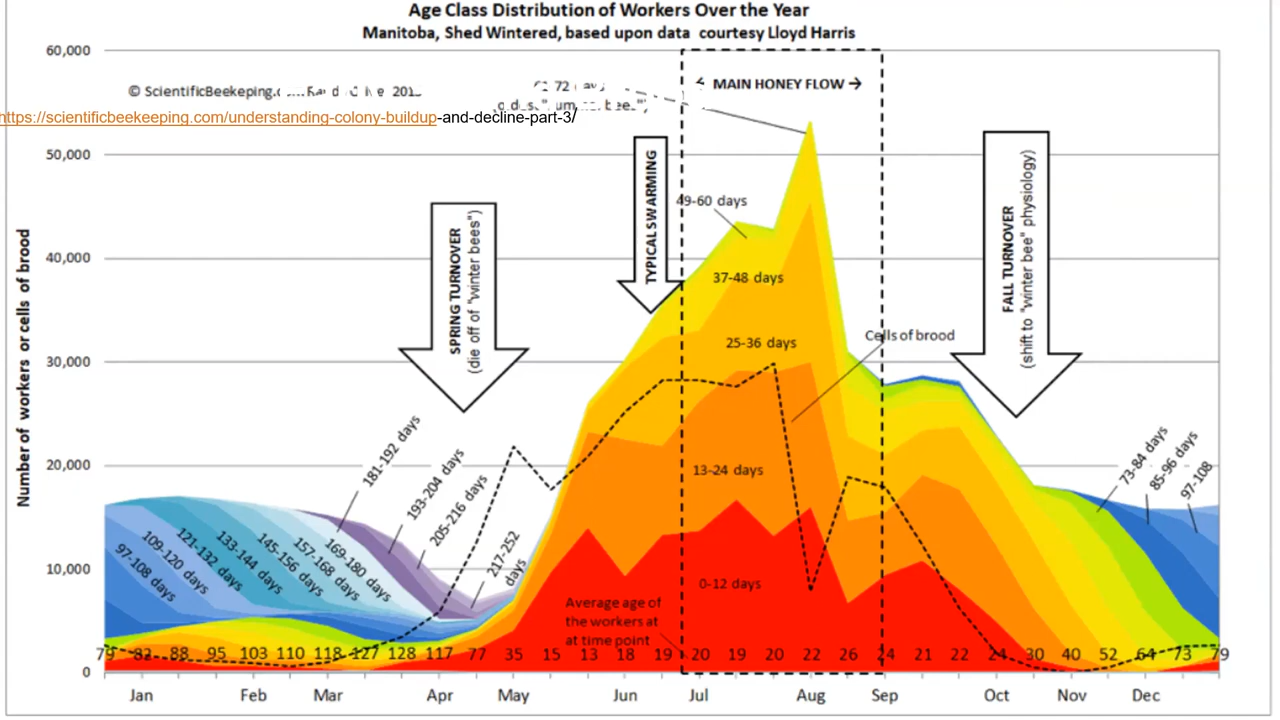 Age Class Distribution of Workers Over the Year
Manitoba, Shed Wintered, based upon data courtesy Lloyd Harris
60,000
50,000
40,000
30,000
20,000
10,000
0
Number of workers or cells of brood
© ScientificBeekeeping.
https://scientificbeekeeping.com/understanding-colony-buildup-and-decline-part-3/
← MAIN HONEY FLOW →
SPRING TURNOVER
(die off of "winter bees")
TYPICAL SWARMING
FALL TURNOVER
(shift to "winter bee" physiology)
49-60 days
37-48 days
25-36 days
Cells of brood
13-24 days
0-12 days
Average age of
the workers at
at time point
97-108 days
109-120 days
121-132 days
133-144 days
145-156 days
157-168 days
169-180 days
181-192 days
193-204 days
205-216 days
217-252
days
73-84 days
85-96 days
97-108
79 82 88 95 103 110 118 127 128 117 77 35 15 13 18 19 20 19 20 22 26 24 21 22 24 30 40 52 64 73 79
Jan Feb Mar Apr May Jun Jul Aug Sep Oct Nov Dec